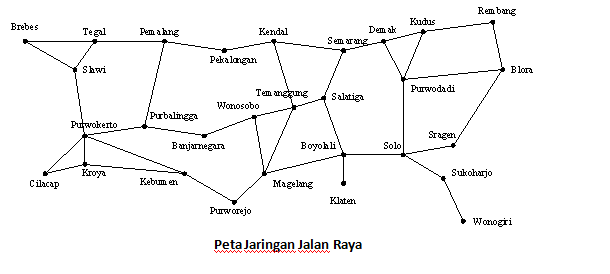 Rembang
Brebes
Tegal
Pemalang
Kendal
Demak
Kudus
Semarang
Pekalongan
Slawi
Blora
Temanggung
Purwodadi
Wonosobo
Salatiga
Purbalingga
Purwokerto
Banjarnegara
Boyolali
Solo
Sragen
Cilacap
Kroya
Kebumen
Magelang
Sukoharjo
Klaten
Purworejo
Wonogiri
Peta Jaringan Jalan Raya